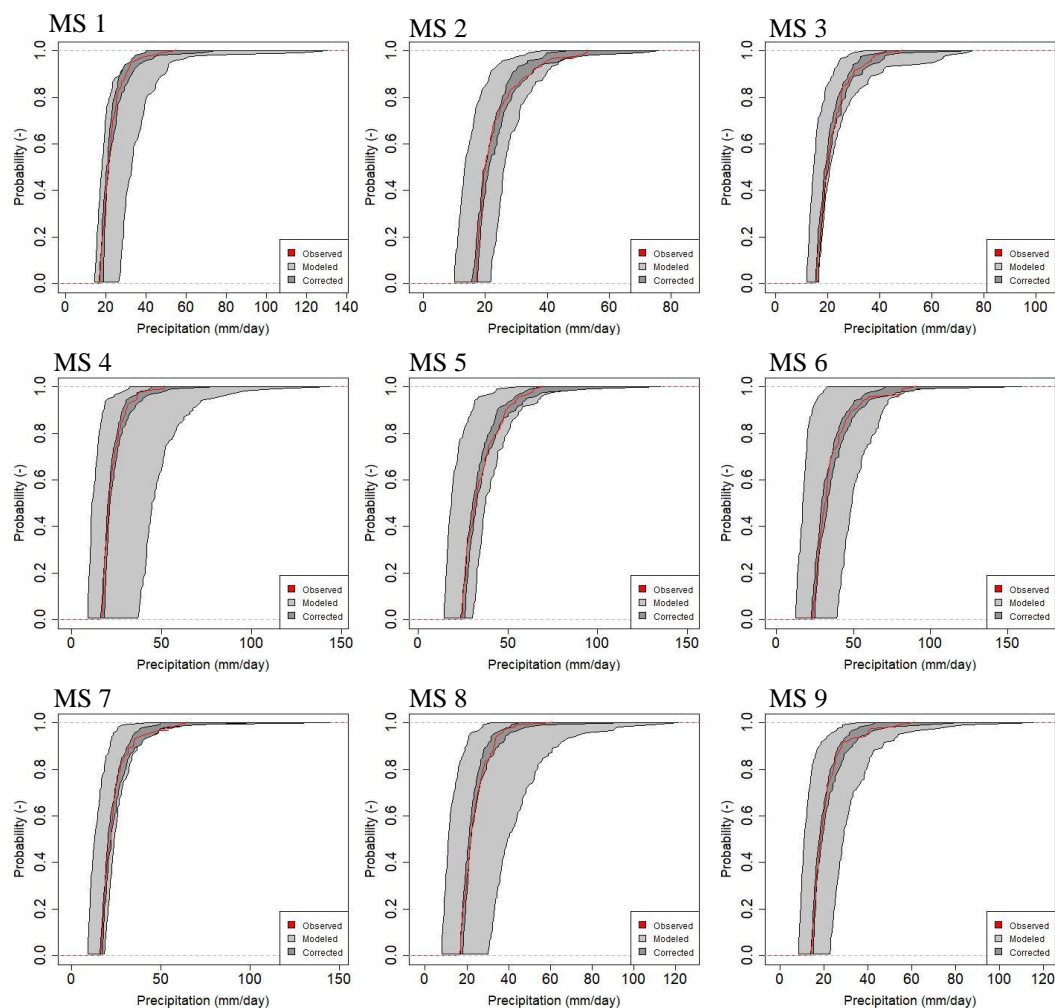 MS 1
MS 2
MS 3
Probability (-)
0.0 0.2 0.4 0.6 0.8 1.0
Observed
Modeled
Corrected
0 20 40 60 80 100 120 140
Precipitation (mm/day)
Probability (-)
0.0 0.2 0.4 0.6 0.8 1.0
Observed
Modeled
Corrected
0 20 40 60 80
Precipitation (mm/day)
Probability (-)
0.0 0.2 0.4 0.6 0.8 1.0
Observed
Modeled
Corrected
0 20 40 60 80 100
Precipitation (mm/day)
MS 4
MS 5
MS 6
Probability (-)
0.0 0.2 0.4 0.6 0.8 1.0
Observed
Modeled
Corrected
0 50 100 150
Precipitation (mm/day)
Probability (-)
0.0 0.2 0.4 0.6 0.8 1.0
Observed
Modeled
Corrected
0 50 100 150
Precipitation (mm/day)
Probability (-)
0.0 0.2 0.4 0.6 0.8 1.0
Observed
Modeled
Corrected
0 50 100 150
Precipitation (mm/day)
MS 7
MS 8
MS 9
Probability (-)
0.0 0.2 0.4 0.6 0.8 1.0
Observed
Modeled
Corrected
0 50 100 150
Precipitation (mm/day)
Probability (-)
0.0 0.2 0.4 0.6 0.8 1.0
Observed
Modeled
Corrected
0 20 40 60 80 100 120
Precipitation (mm/day)
Probability (-)
0.0 0.2 0.4 0.6 0.8 1.0
Observed
Modeled
Corrected
0 20 40 60 80 100 120
Precipitation (mm/day)